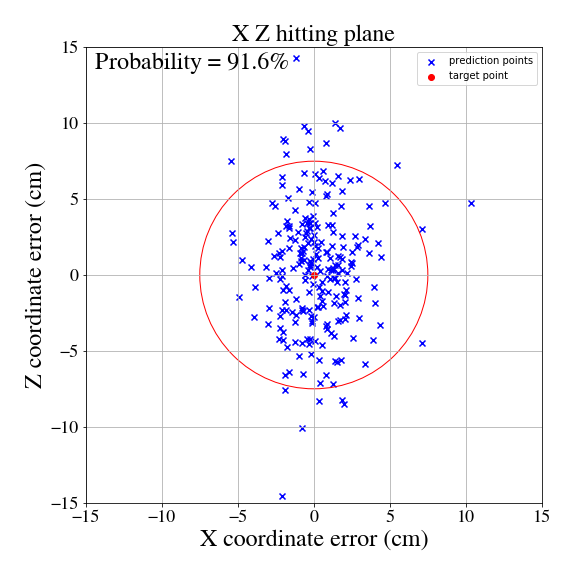 X Z hitting plane
Probability = 91.6%
prediction points
target point
15
10
5
0
−5
−10
−15
Z coordinate error (cm)
−15
−10
−5
0
5
10
15
X coordinate error (cm)